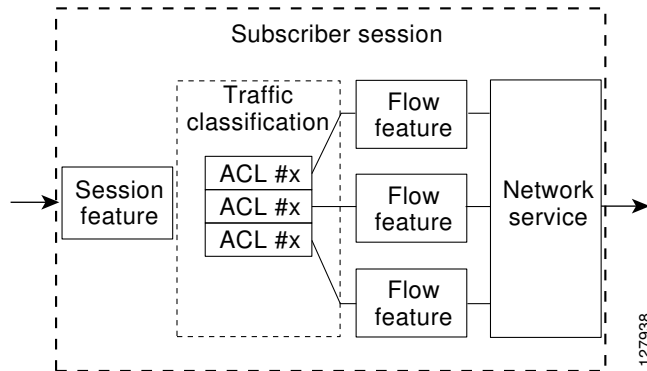 Subscriber session
Traffic
classification
Session
feature
ACL #x
ACL #x
ACL #x
Flow
feature
Flow
feature
Flow
feature
Network
service
127938